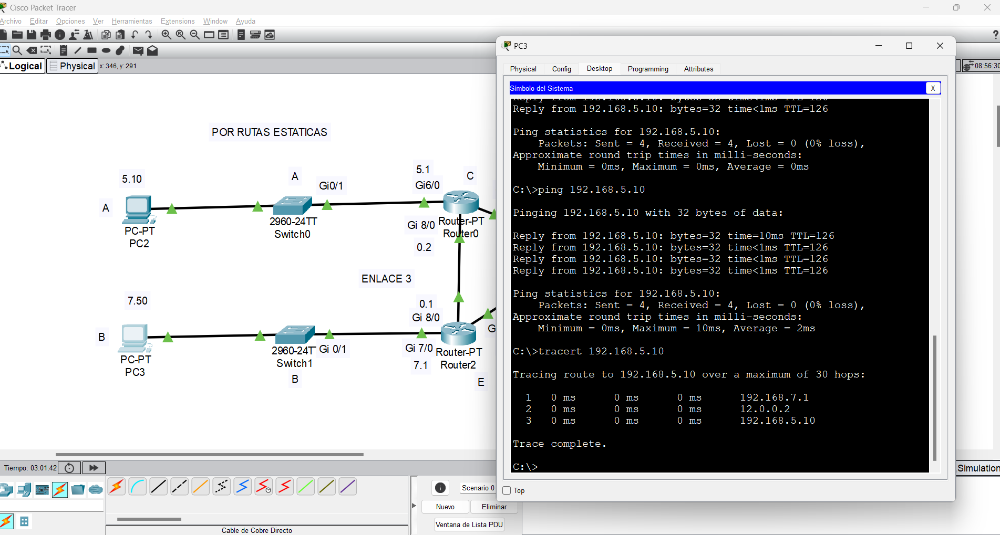 Cisco Packet Tracer
Archivo Editar Opciones Ver Herramientas Extensions Window Ayuda
Logical Physical x: 346, y: 291
08:56:30
POR RUTAS ESTATICAS
5.10
A
PC-PT
PC2
A
Gi0/1
2960-24TT
Switch0
5.1
Gi6/0
C
Gi 8/0
0.2
Router-PT
Router0
ENLACE 3
7.50
B
PC-PT
PC3
2960-24T
Switch1
B
Gi 0/1
0.1
Gi 8/0
Gi 7/0
7.1
Router-PT
Router2
G
E
PC3
Physical Config Desktop Programming Attributes
Símbolo del Sistema X
Reply from 192.168.5.10: bytes=32 time<1ms TTL=126
Reply from 192.168.5.10: bytes=32 time<1ms TTL=126
Ping statistics for 192.168.5.10:
Packets: Sent = 4, Received = 4, Lost = 0 (0% loss),
Approximate round trip times in milli-seconds:
Minimum = 0ms, Maximum = 0ms, Average = 0ms
C:\>ping 192.168.5.10
Pinging 192.168.5.10 with 32 bytes of data:
Reply from 192.168.5.10: bytes=32 time=10ms TTL=126
Reply from 192.168.5.10: bytes=32 time<1ms TTL=126
Reply from 192.168.5.10: bytes=32 time<1ms TTL=126
Reply from 192.168.5.10: bytes=32 time<1ms TTL=126
Ping statistics for 192.168.5.10:
Packets: Sent = 4, Received = 4, Lost = 0 (0% loss),
Approximate round trip times in milli-seconds:
Minimum = 0ms, Maximum = 10ms, Average = 2ms
C:\>tracert 192.168.5.10
Tracing route to 192.168.5.10 over a maximum of 30 hops:
1 0 ms 0 ms 0 ms 192.168.7.1
2 0 ms 0 ms 0 ms 12.0.0.2
3 0 ms 0 ms 0 ms 192.168.5.10
Trace complete.
C:\>
Top
Tiempo: 03:01:42
Simulation
Scenario 0
Nuevo Eliminar
Ventana de Lista PDU
Cable de Cobre Directo